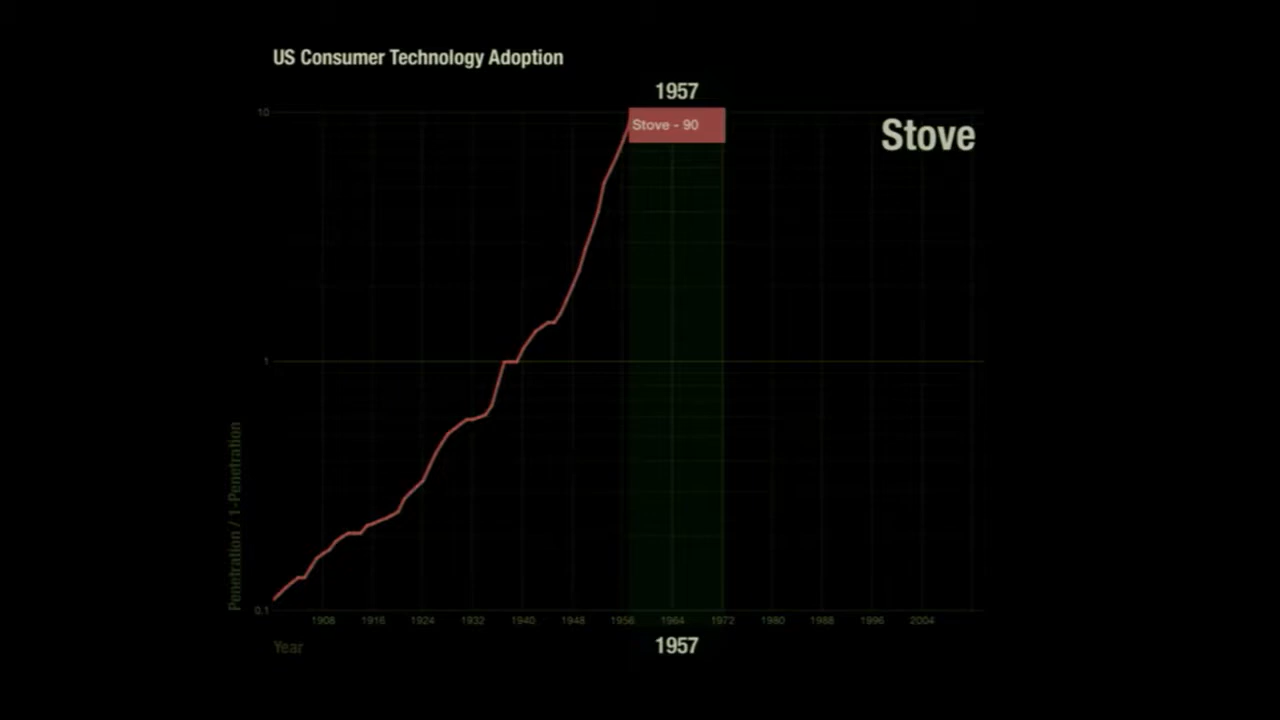 US Consumer Technology Adoption
1957
10
Stove - 90
Stove
1
Penetration / 1-Penetration
0.1
1908 1916 1924 1932 1940 1948 1956 1964 1972 1980 1988 1996 2004
Year
1957